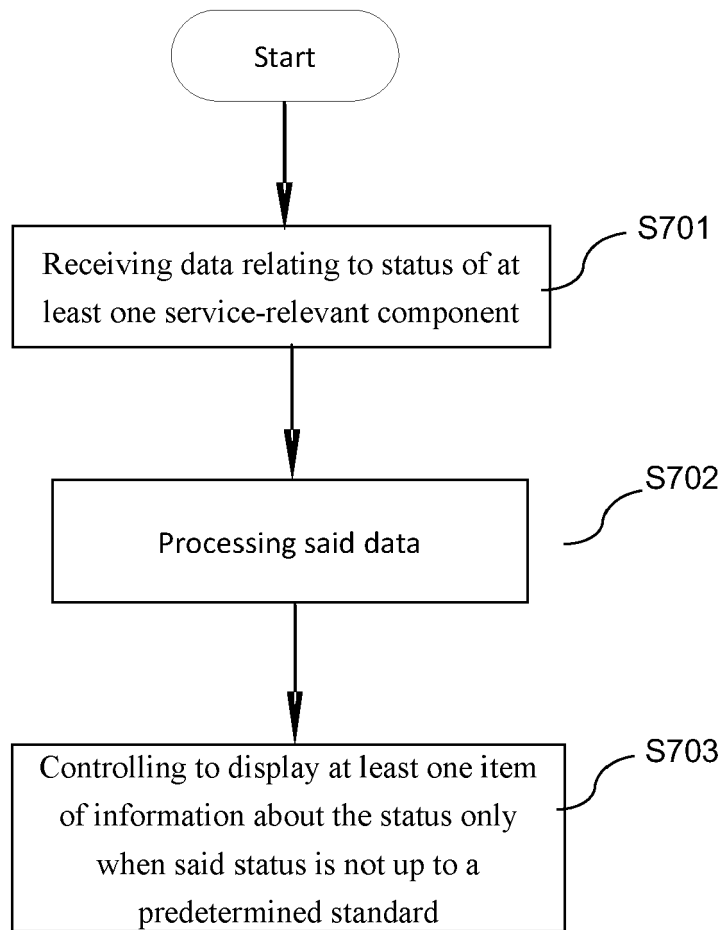 Start
S701
Receiving data relating to status of at
least one service-relevant component
S702
Processing said data
S703
Controlling to display at least one item
of information about the status only
when said status is not up to a
predetermined standard